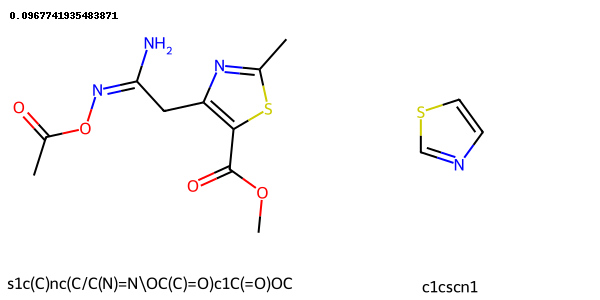 0.0967741935483871
NH2
N
N
S
O
O
O
O
S
N
s1c(C)nc(C/C(N)=N\OC(C)=O)c1C(=O)OC
c1cscn1